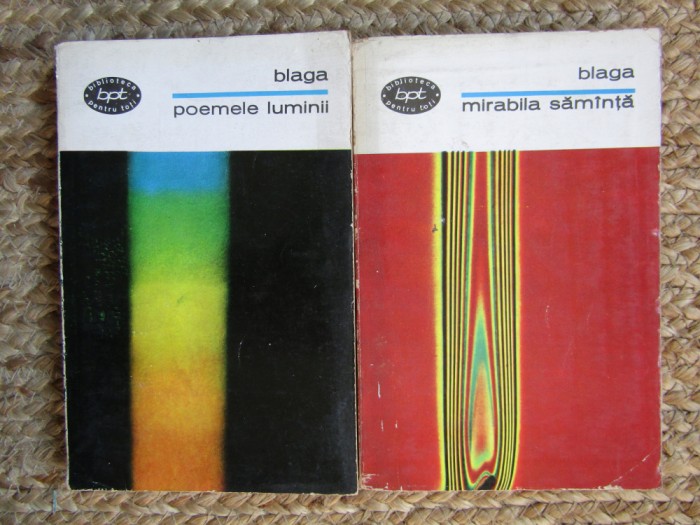 biblioteca
bpt
pentru toți
blaga
poemele luminii
biblioteca
bpt
pentru toți
blaga
mirabila sămînță